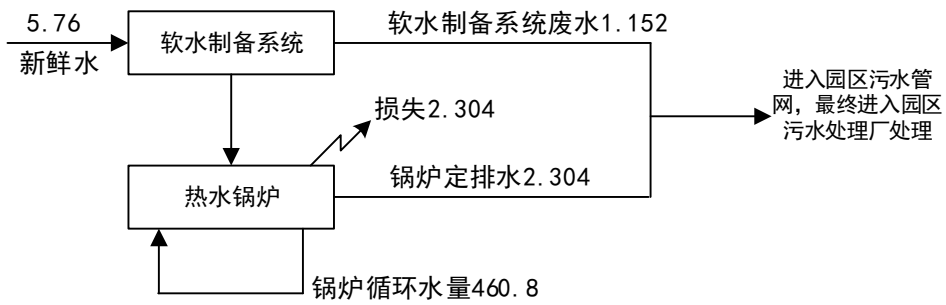 5.76
新鲜水
软水制备系统
软水制备系统废水1.152
进入园区污水管
网，最终进入园区
污水处理厂处理
损失2.304
热水锅炉
锅炉定排水2.304
锅炉循环水量460.8